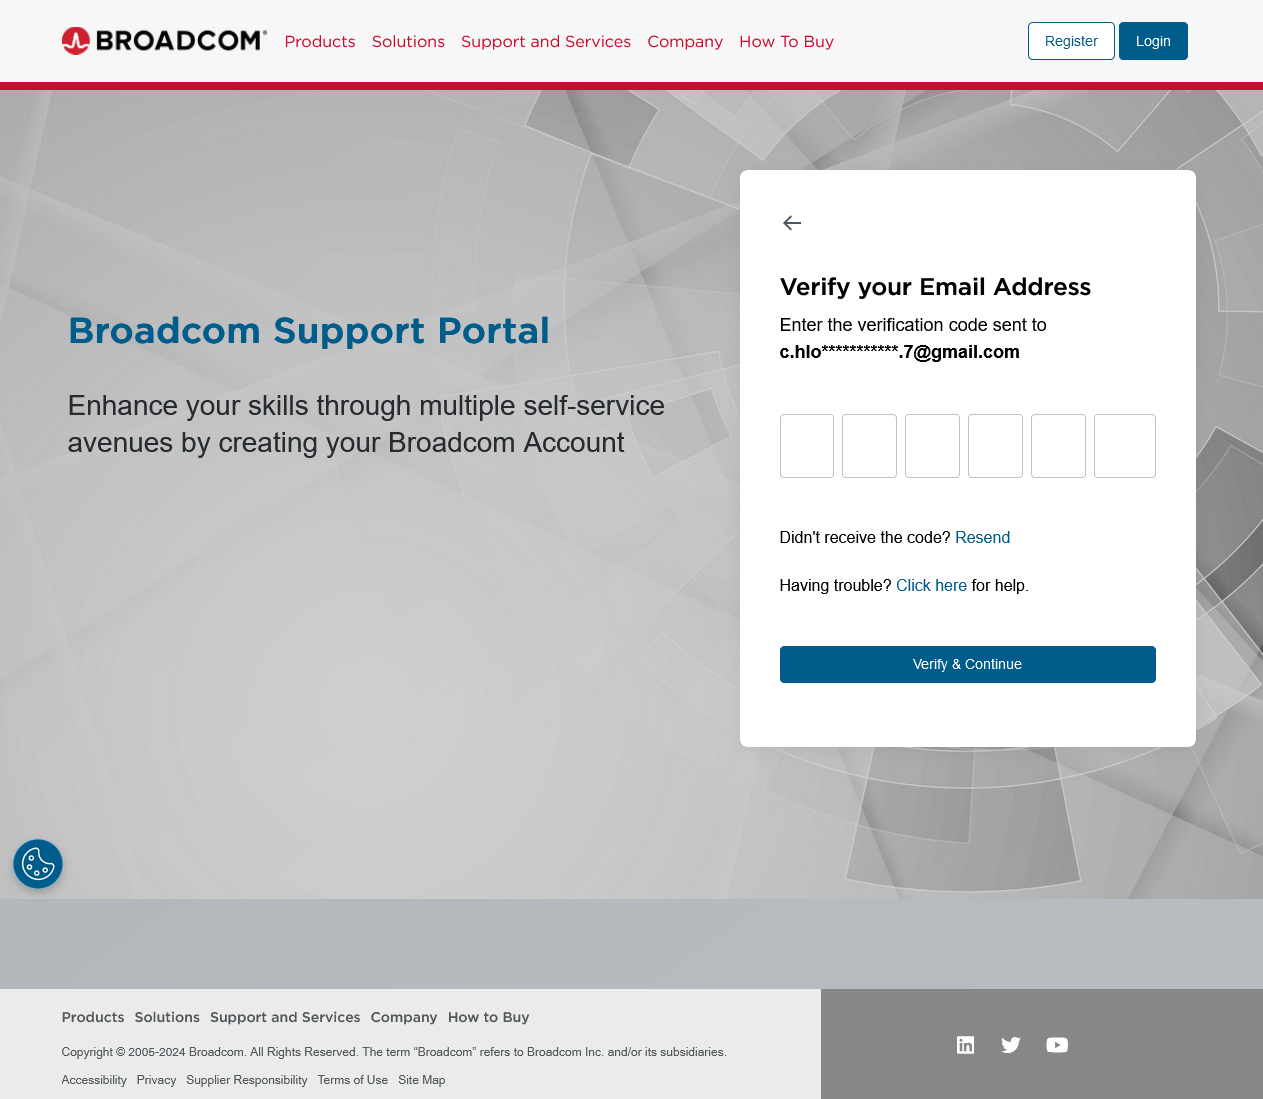 BROADCOM®
Products Solutions Support and Services Company How To Buy
Register Login
Broadcom Support Portal
Enhance your skills through multiple self-service
avenues by creating your Broadcom Account
Verify your Email Address
Enter the verification code sent to
c.hlo***********.7@gmail.com
Didn't receive the code? Resend
Having trouble? Click here for help.
Verify & Continue
Products Solutions Support and Services Company How to Buy
Copyright © 2005-2024 Broadcom. All Rights Reserved. The term “Broadcom” refers to Broadcom Inc. and/or its subsidiaries.
Accessibility Privacy Supplier Responsibility Terms of Use Site Map